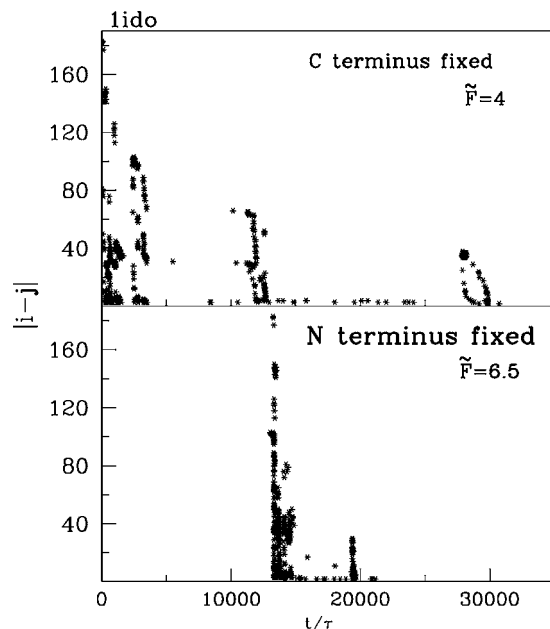 1ido
C terminus fixed
F̃=4
160
120
80
40
|i-j|
N terminus fixed
F̃=6.5
160
120
80
40
0 10000 20000 30000
t/τ